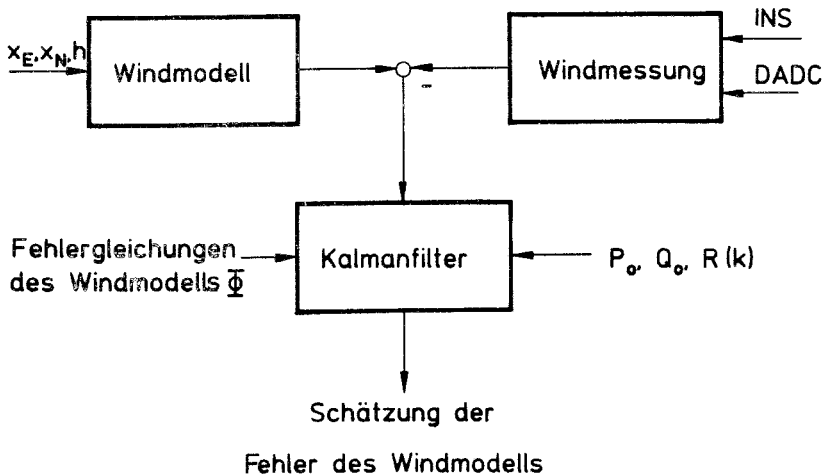 INS
x_E, x_N, h
Windmodell
Windmessung
DADC
-
Fehlergleichungen
des Windmodells Φ
Kalmanfilter
P_o, Q_o, R(k)
Schätzung der
Fehler des Windmodells